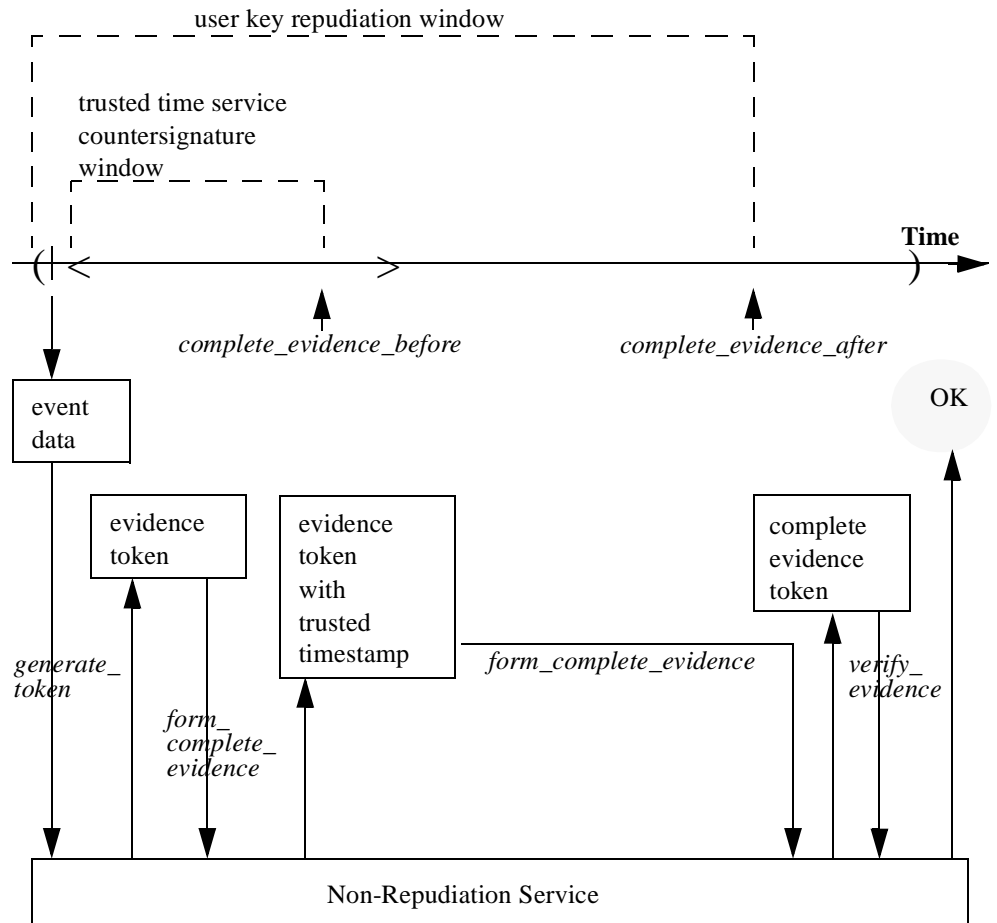 user key repudiation window
trusted time service
countersignature
window
Time
complete_evidence_before
complete_evidence_after
event
data
OK
evidence
token
evidence
token
with
trusted
timestamp
complete
evidence
token
generate_
token
form_
complete_
evidence
form_complete_evidence
verify_
evidence
Non-Repudiation Service